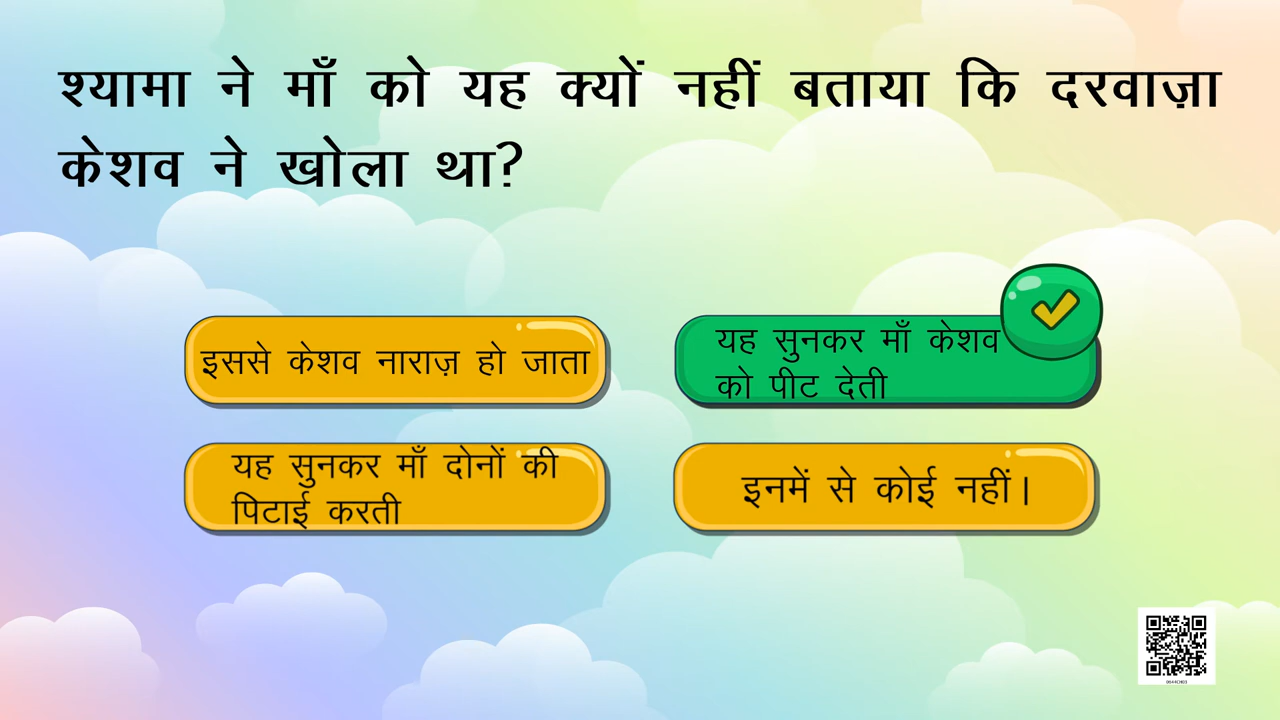 श्यामा ने माँ को यह क्यों नहीं बताया कि दरवाज़ा
केशव ने खोला था?
इससे केशव नाराज़ हो जाता
यह सुनकर माँ केशव
को पीट देती
यह सुनकर माँ दोनों की
पिटाई करती
इनमें से कोई नहीं।